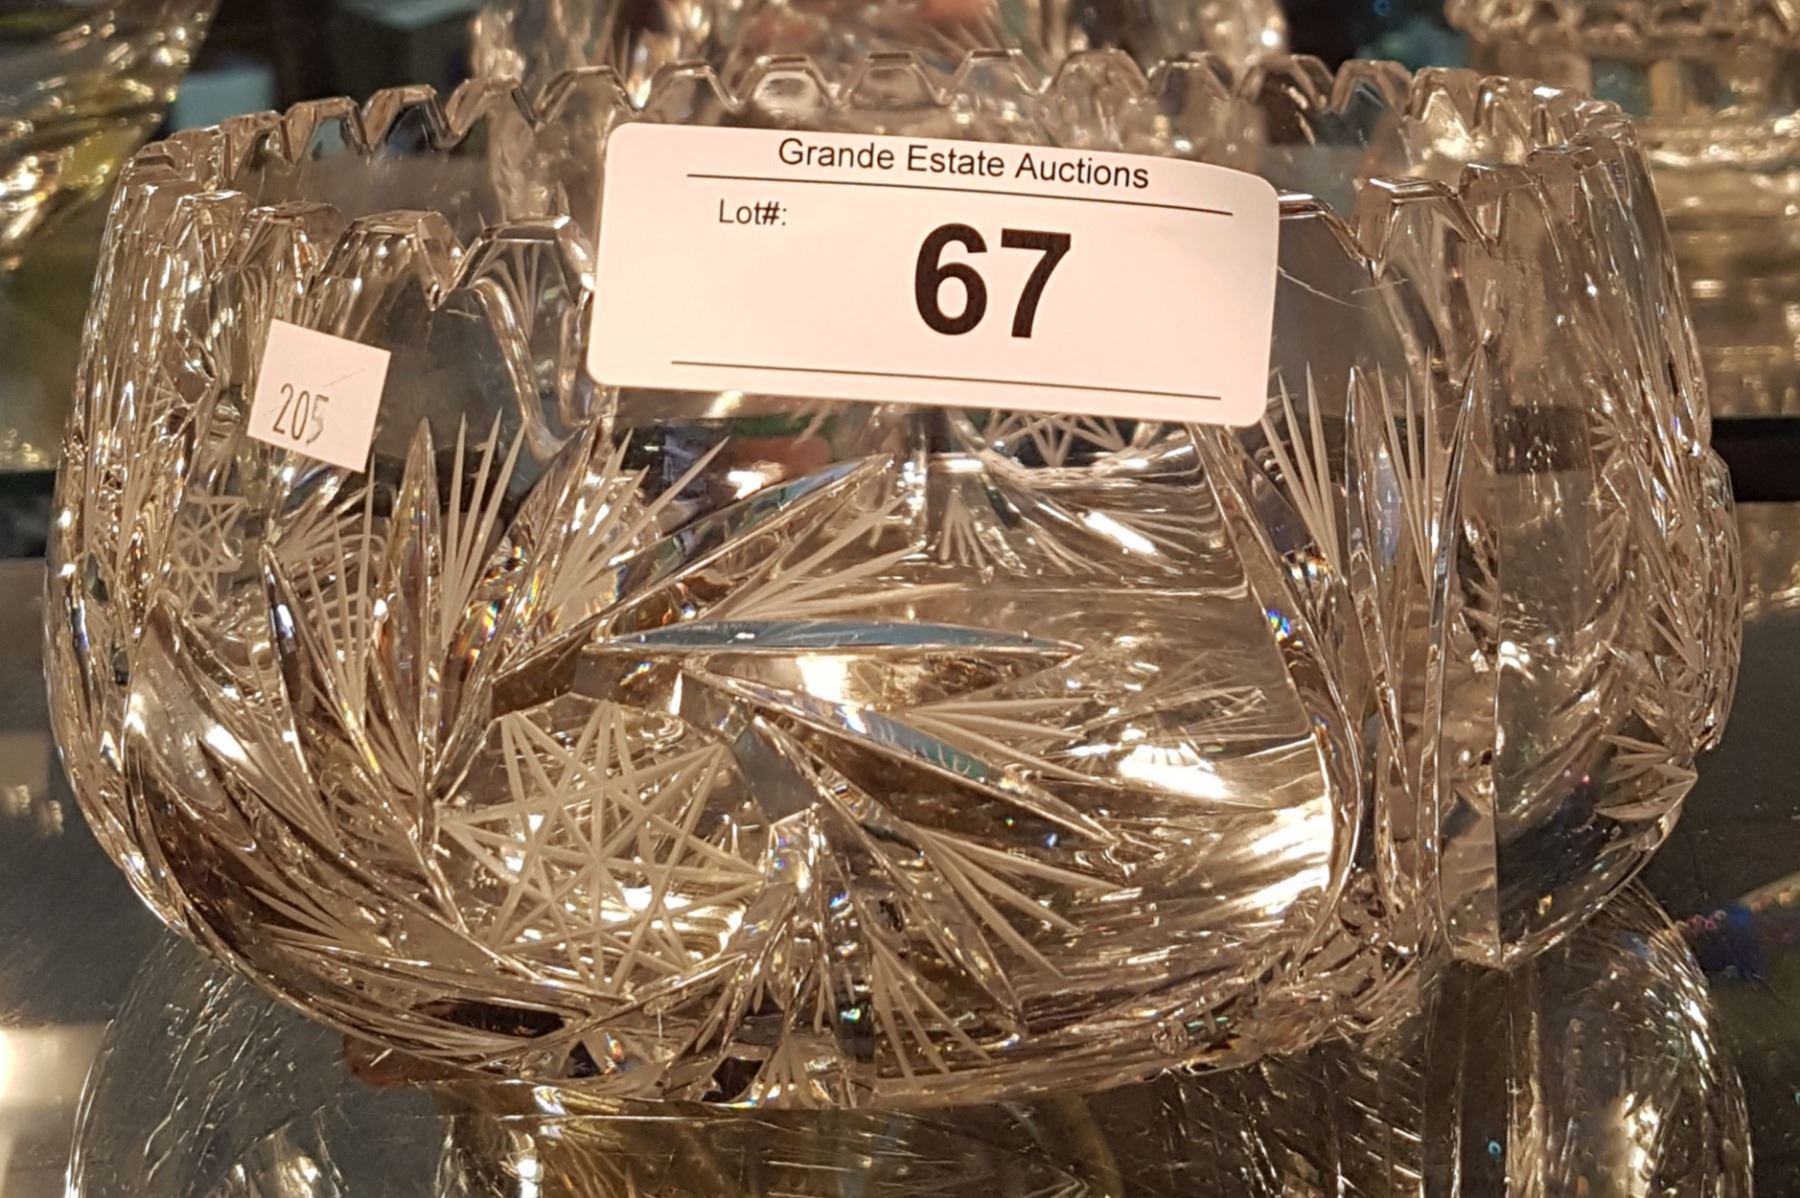 Grande Estate Auctions
Lot#:
67
205